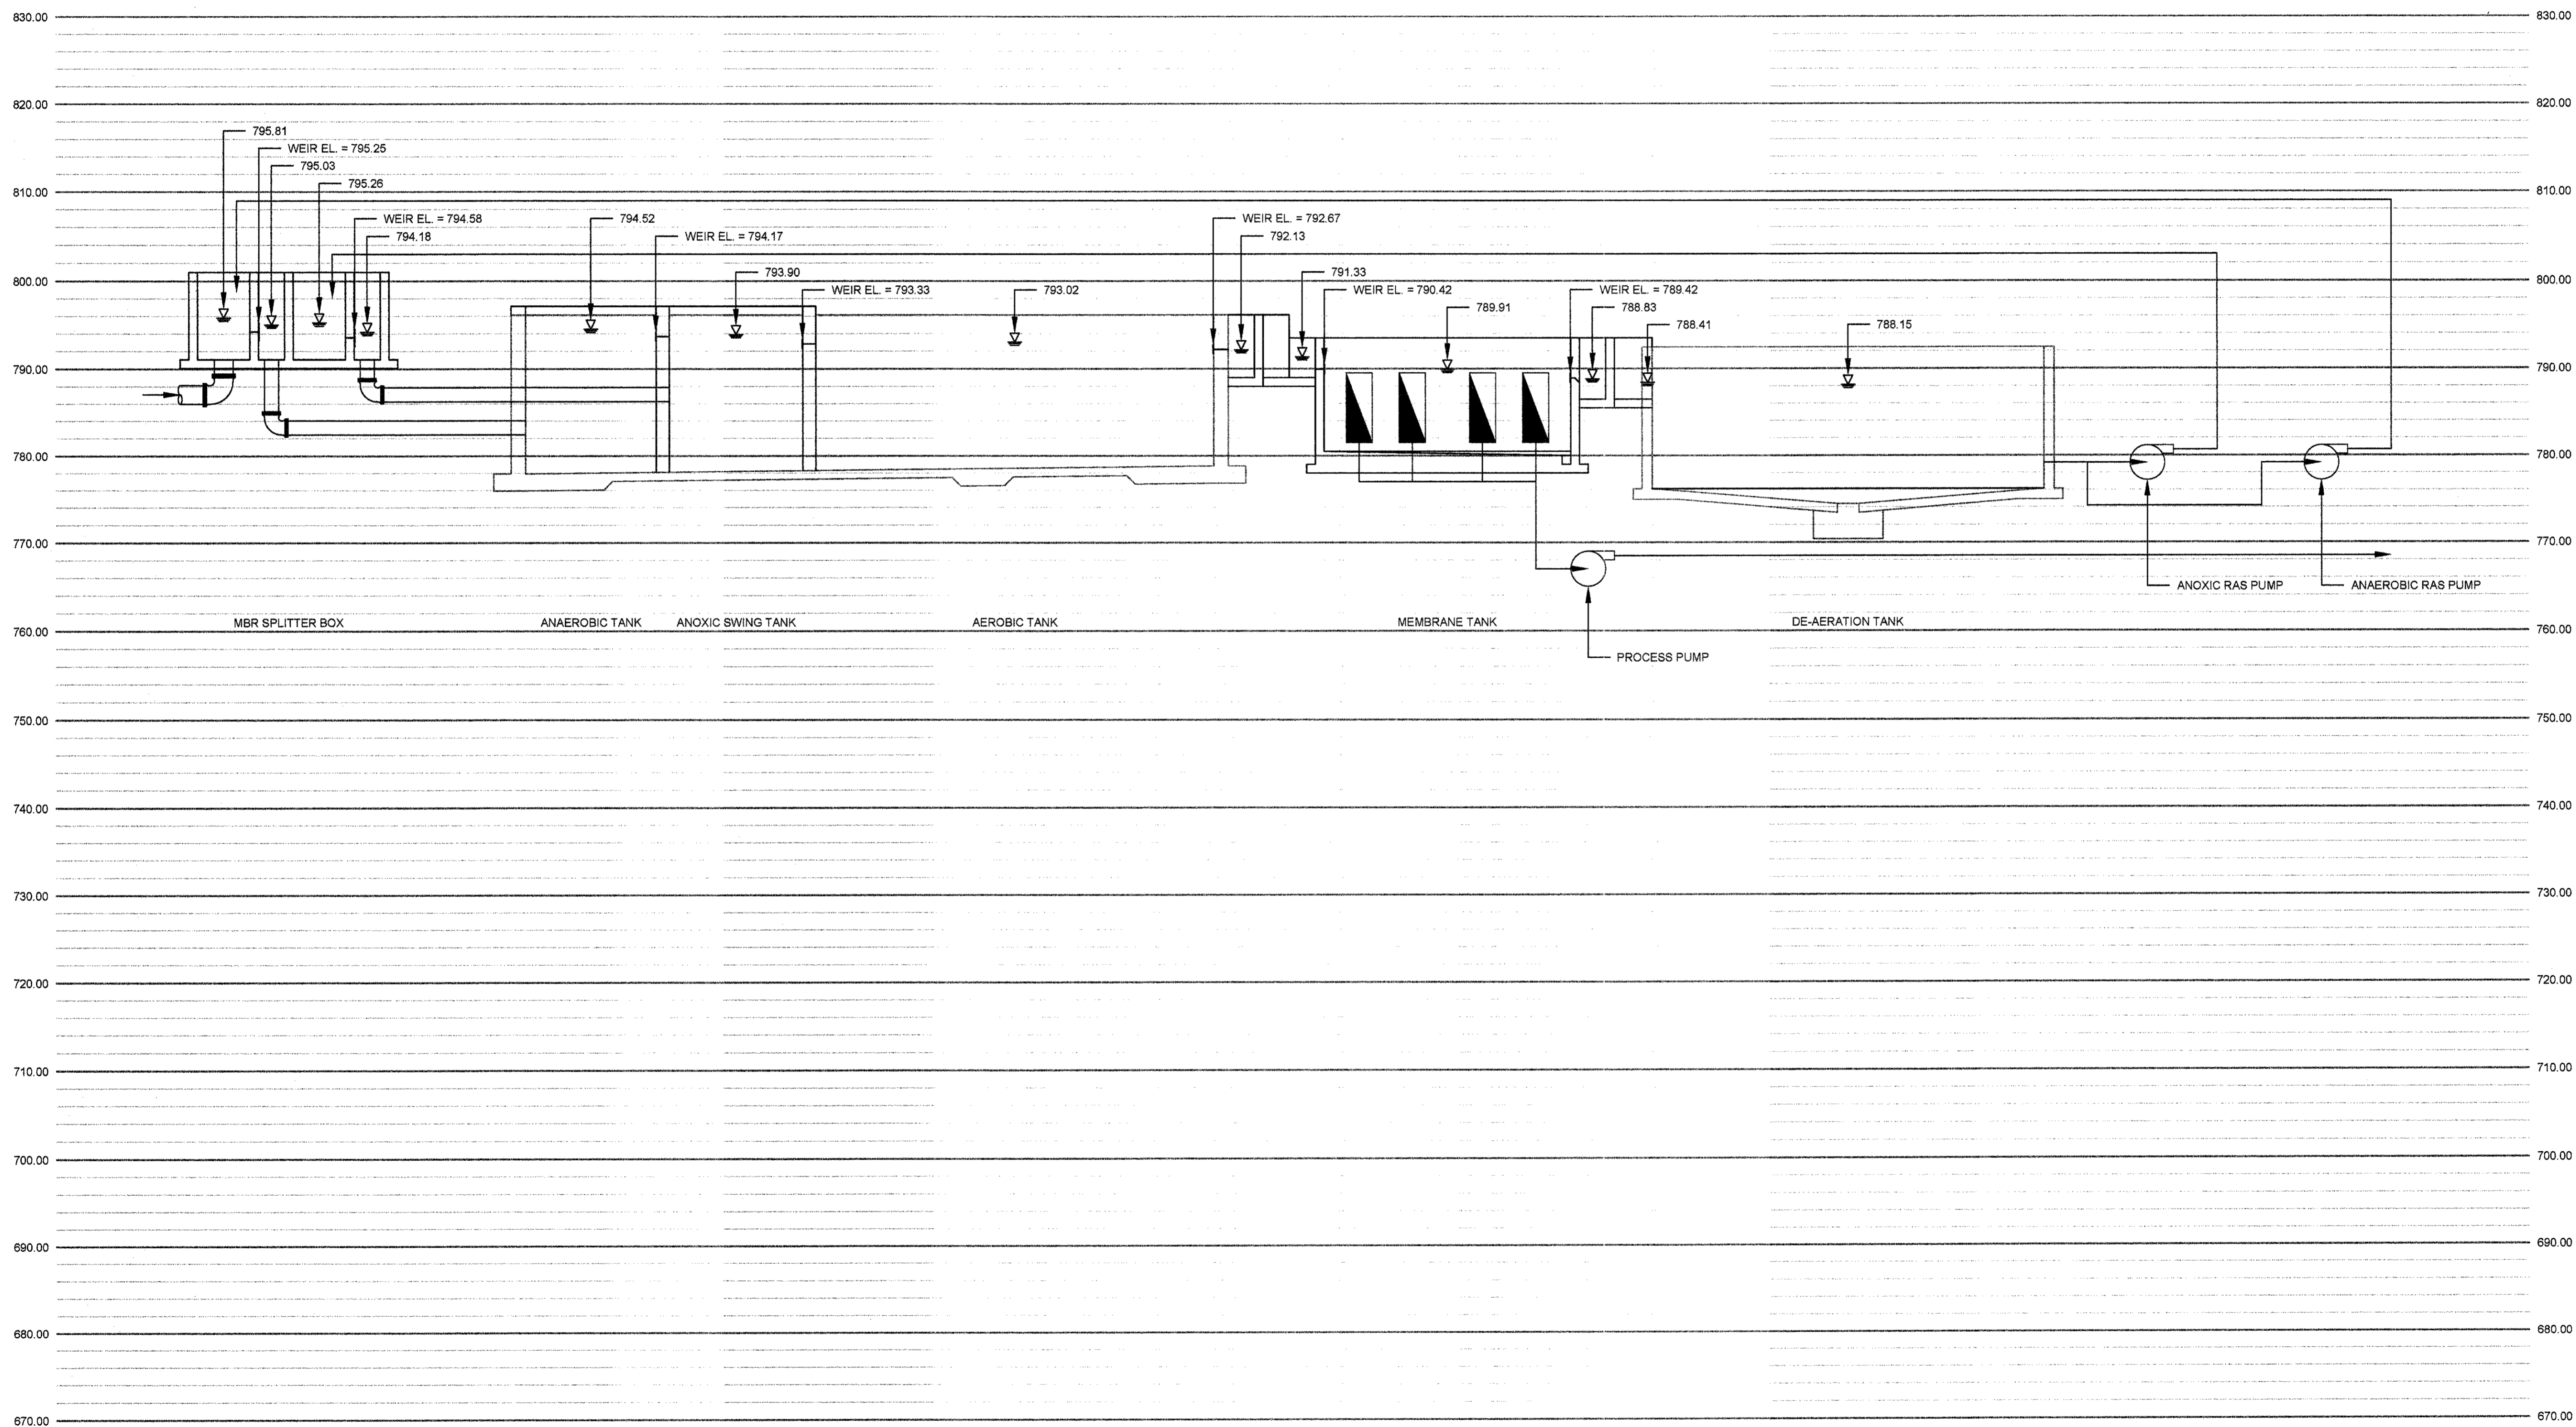 830.00 830.00
820.00 820.00
795.81
WEIR EL. = 795.25
795.03
795.26
810.00 810.00
WEIR EL. = 794.58
794.18
794.52
WEIR EL. = 794.17
WEIR EL. = 792.67
792.13
793.90
WEIR EL. = 793.33
793.02
791.33
WEIR EL. = 790.42
789.91
WEIR EL. = 789.42
788.83
788.41
788.15
800.00 800.00
790.00 790.00
780.00 780.00
770.00 770.00
ANOXIC RAS PUMP
ANAEROBIC RAS PUMP
MBR SPLITTER BOX
ANAEROBIC TANK
ANOXIC SWING TANK
AEROBIC TANK
MEMBRANE TANK
DE-AERATION TANK
760.00 760.00
PROCESS PUMP
750.00 750.00
740.00 740.00
730.00 730.00
720.00 720.00
710.00 710.00
700.00 700.00
690.00 690.00
680.00 680.00
670.00 670.00